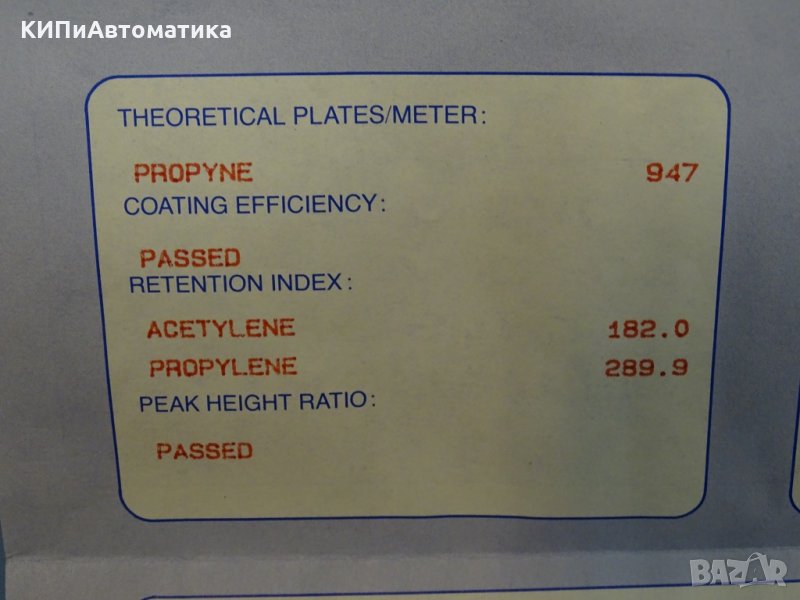 КИПиАвтоматика
THEORETICAL PLATES/METER:
PROPYNE 947
COATING EFFICIENCY:
PASSED
RETENTION INDEX:
ACETYLENE 182.0
PROPYLENE 289.9
PEAK HEIGHT RATIO:
PASSED
BAZAR